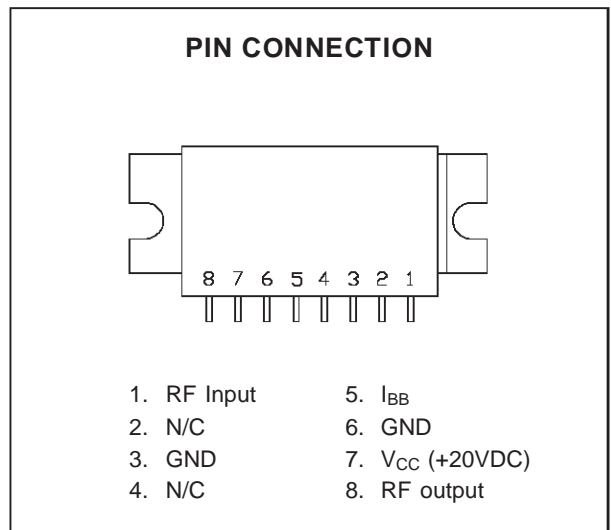 PIN CONNECTION
8 7 6 5 4 3 2 1
1. RF Input
2. N/C
3. GND
4. N/C
5. IBB
6. GND
7. VCC (+20VDC)
8. RF output